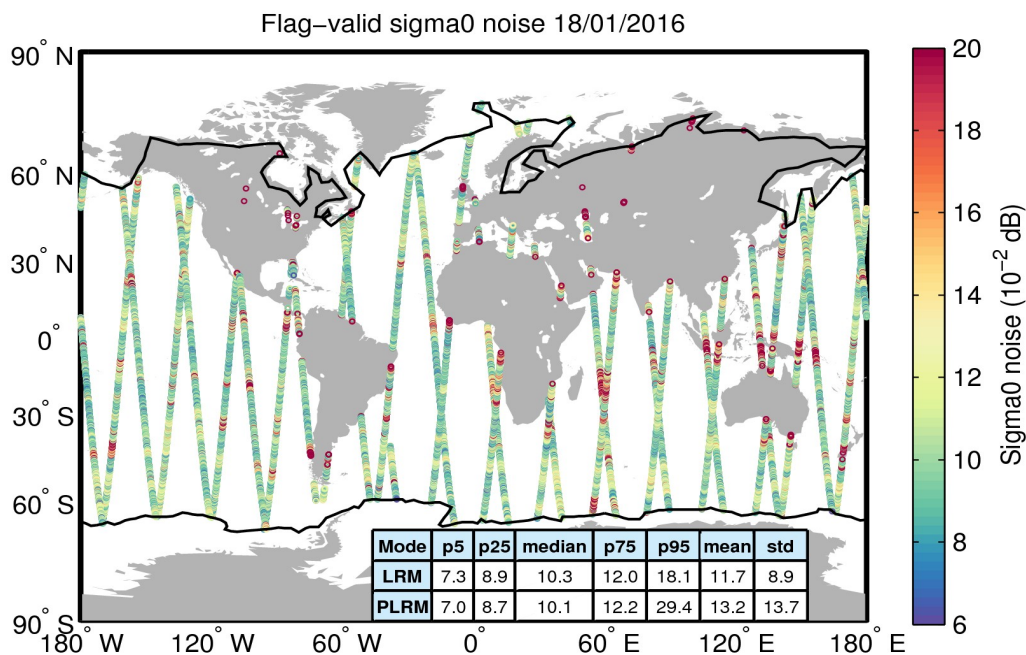 Flag−valid sigma0 noise 18/01/2016
90° N
60° N
30° N
0°
30° S
60° S
90° S
180° W
120° W
60° W
0°
60° E
120° E
180° E
Mode p5 p25 median p75 p95 mean std
LRM 7.3 8.9 10.3 12.0 18.1 11.7 8.9
PLRM 7.0 8.7 10.1 12.2 29.4 13.2 13.7
20
18
16
14
12
10
8
6
Sigma0 noise (10⁻² dB)